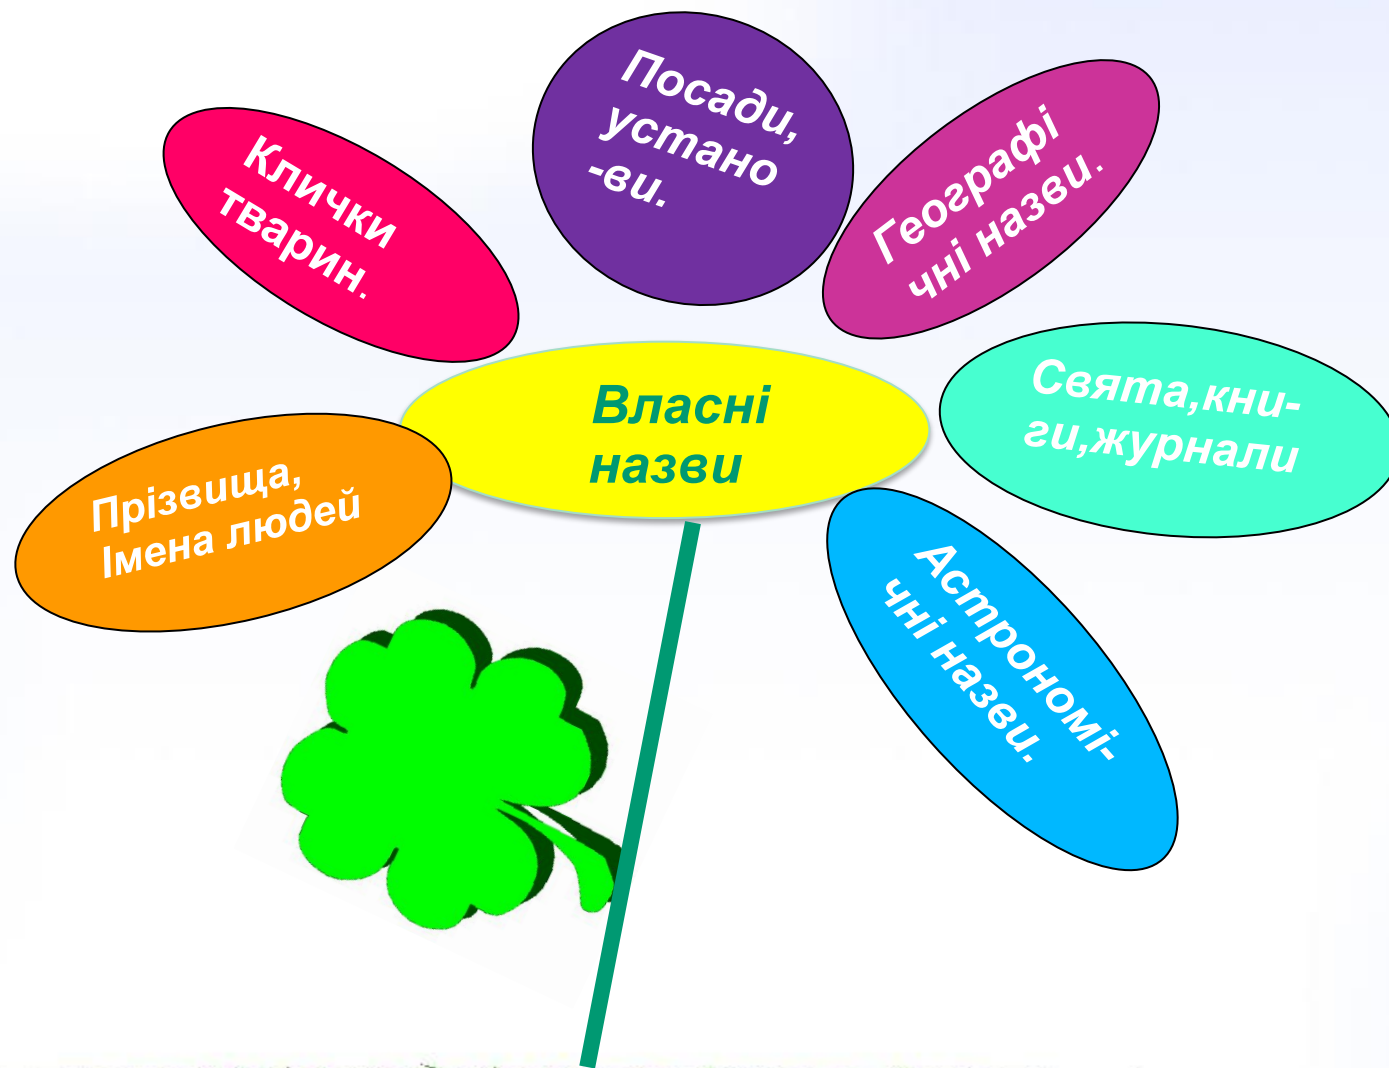 Посади,
устано
-ви.
Клички
тварин.
Географі
чні назви.
Власні
назви
Свята,кни-
ги,журнали
Прізвища,
Імена людей
Астрономі-
чні назви.